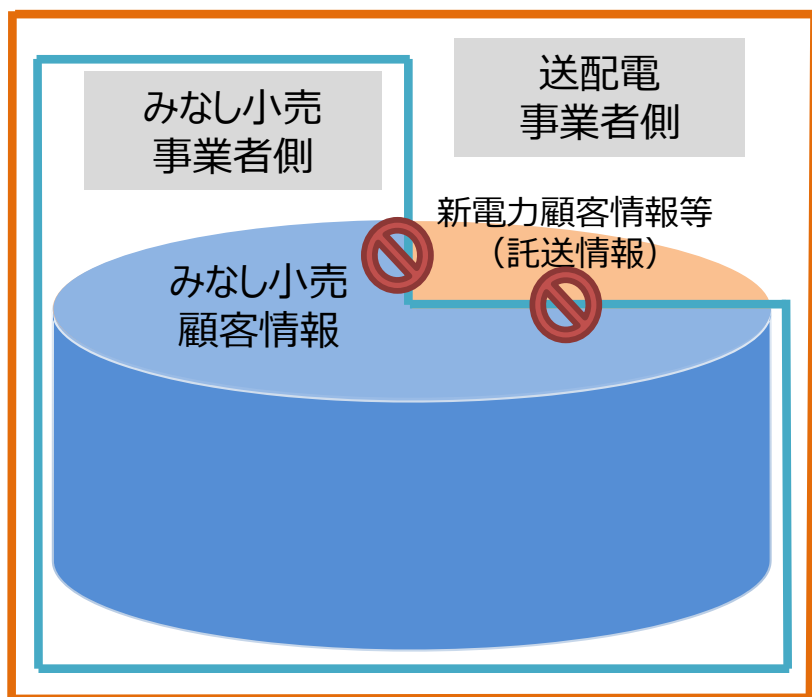 みなし小売
事業者側
送配電
事業者側
新電力顧客情報等
（託送情報）
みなし小売
顧客情報